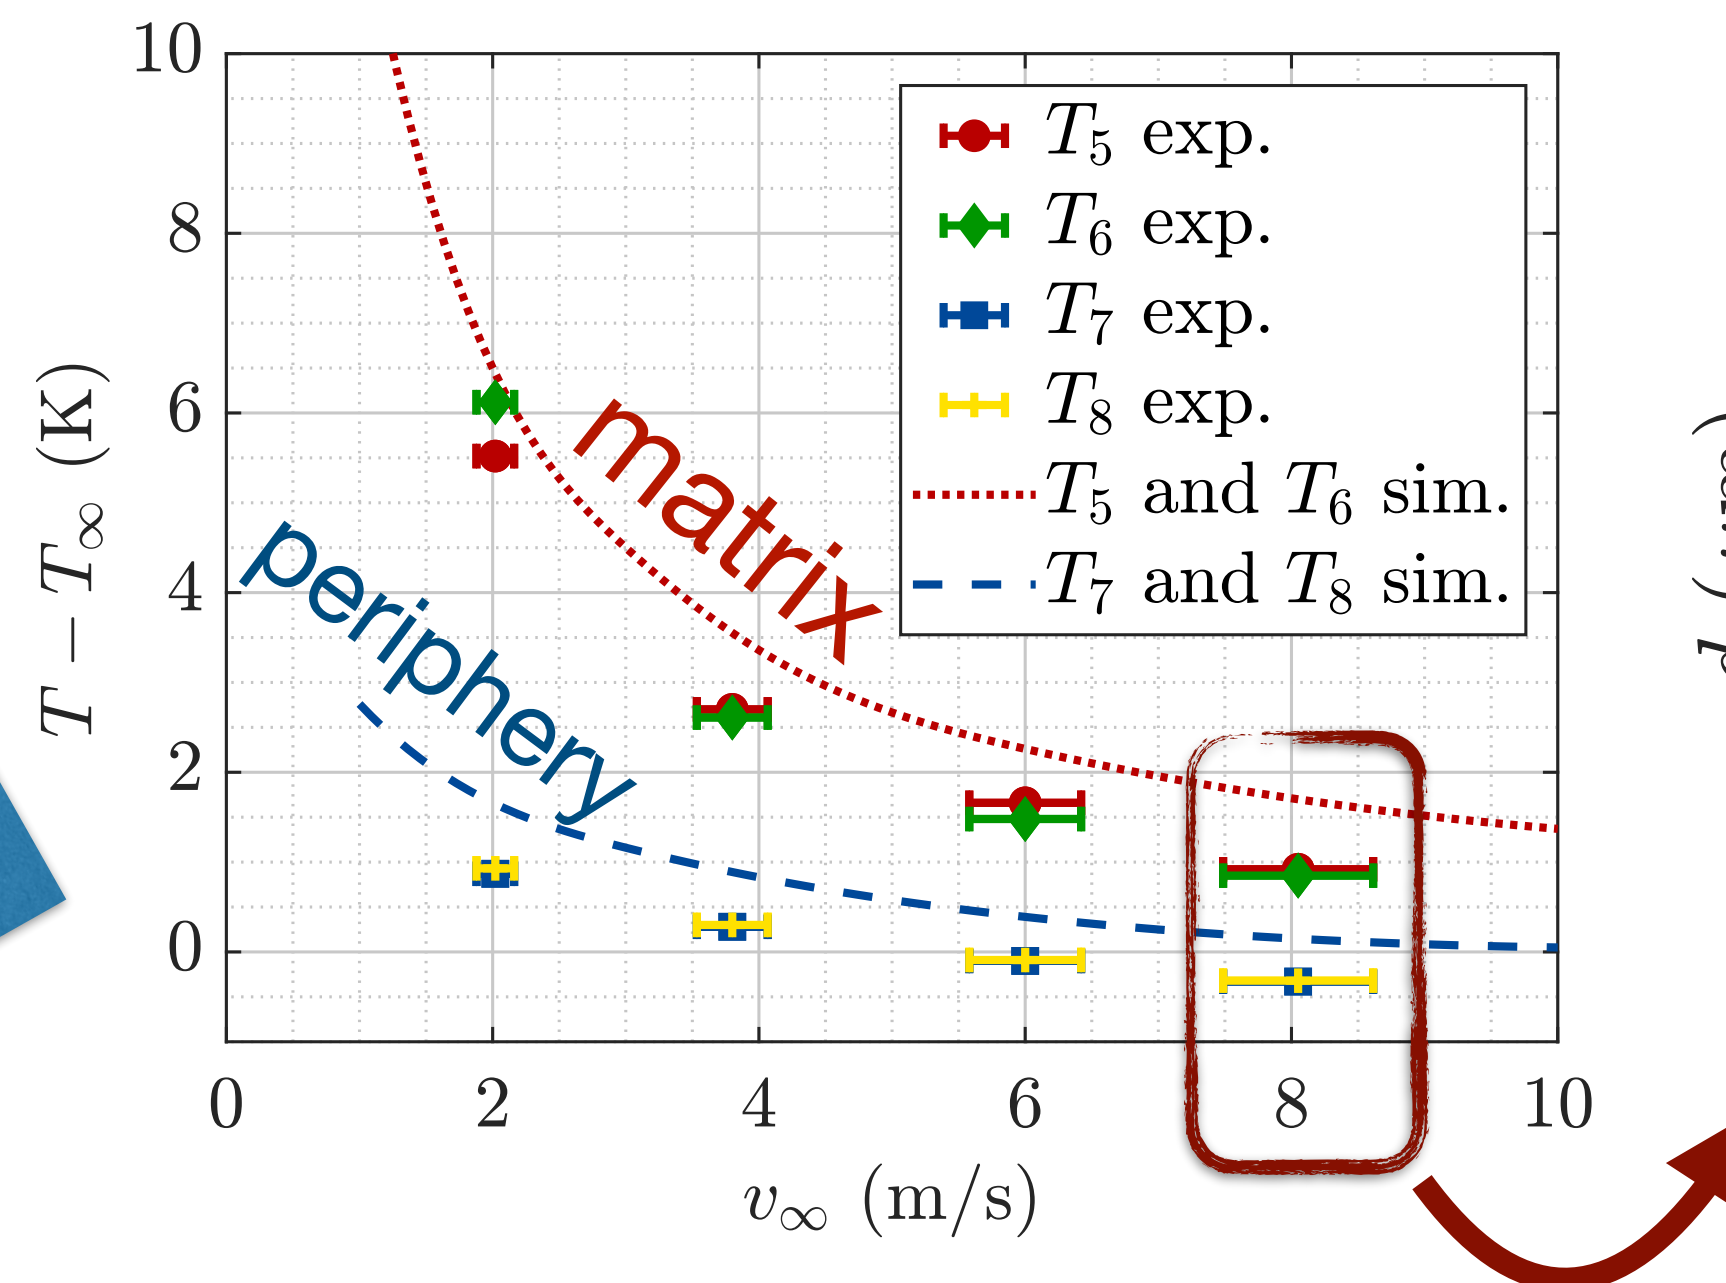 10
8
6
4
2
0
T − T∞ (K)
T₅ exp.
T₆ exp.
T₇ exp.
T₈ exp.
T₅ and T₆ sim.
T₇ and T₈ sim.
matrix
periphery
0 2 4 6 8 10
v∞ (m/s)